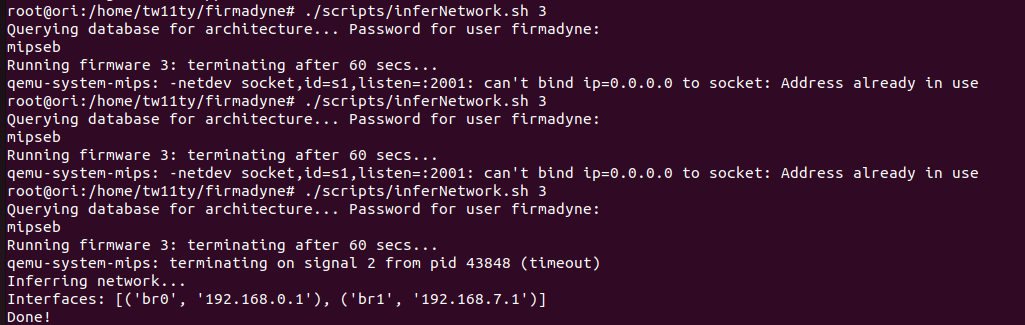 root@ori:/home/tw11ty/firmadyne# ./scripts/inferNetwork.sh 3
Querying database for architecture... Password for user firmadyne:
mipseb
Running firmware 3: terminating after 60 secs...
qemu-system-mips: -netdev socket,id=s1,listen=:2001: can't bind ip=0.0.0.0 to socket: Address already in use
root@ori:/home/tw11ty/firmadyne# ./scripts/inferNetwork.sh 3
Querying database for architecture... Password for user firmadyne:
mipseb
Running firmware 3: terminating after 60 secs...
qemu-system-mips: -netdev socket,id=s1,listen=:2001: can't bind ip=0.0.0.0 to socket: Address already in use
root@ori:/home/tw11ty/firmadyne# ./scripts/inferNetwork.sh 3
Querying database for architecture... Password for user firmadyne:
mipseb
Running firmware 3: terminating after 60 secs...
qemu-system-mips: terminating on signal 2 from pid 43848 (timeout)
Inferring network...
Interfaces: [('br0', '192.168.0.1'), ('br1', '192.168.7.1')]
Done!